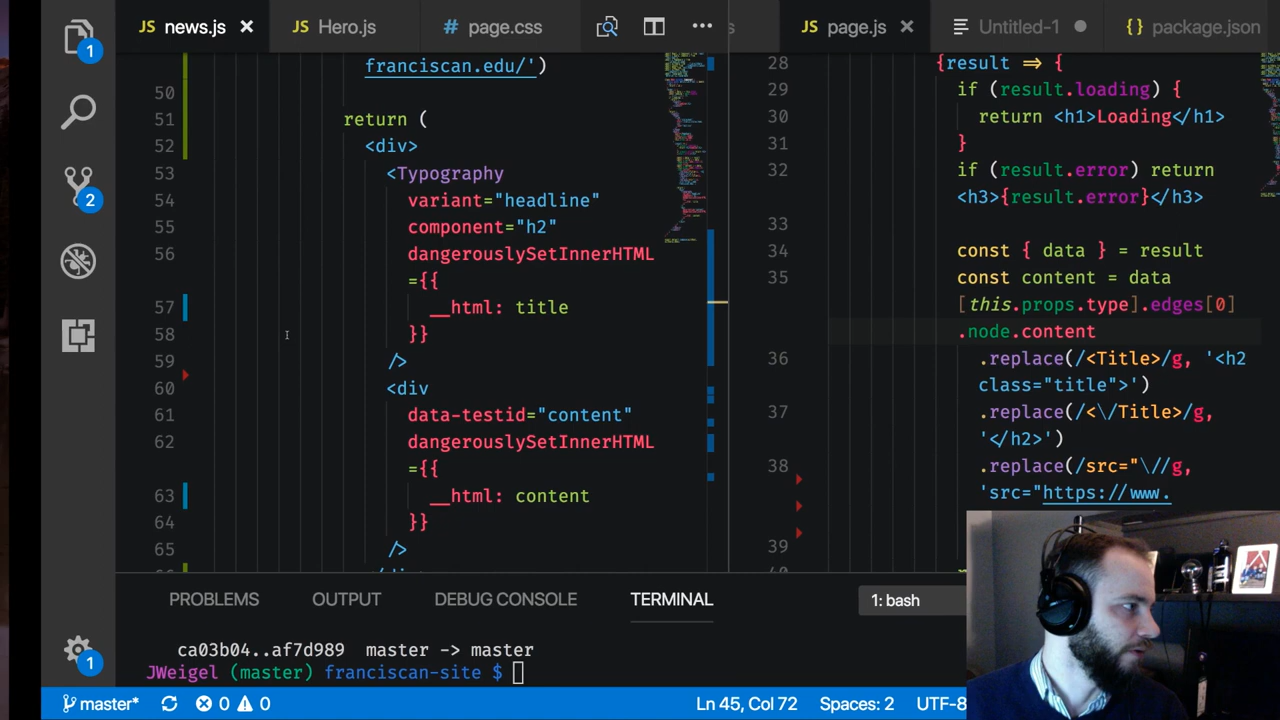 JS news.js
JS Hero.js
# page.css
JS page.js
Untitled-1
{} package.json
1
2
1
franciscan.edu/')
50
51 return (
52 <div>
53 <Typography
54 variant="headline"
55 component="h2"
56 dangerouslySetInnerHTML
={{
57 __html: title
58 }}
59 />
60 <div
61 data-testid="content"
62 dangerouslySetInnerHTML
={{
63 __html: content
64 }}
65 />
28 {result => {
29 if (result.loading) {
30 return <h1>Loading</h1>
31 }
32 if (result.error) return
<h3>{result.error}</h3>
33
34 const { data } = result
35 const content = data
[this.props.type].edges[0]
.node.content
36 .replace(/<Title>/g, '<h2
class="title">')
37 .replace(/<\/Title>/g,
'</h2>')
38 .replace(/src="\//g,
'src="https://www.
39
PROBLEMS OUTPUT DEBUG CONSOLE TERMINAL 1: bash
ca03b04..af7d989 master -> master
JWeigel (master) franciscan-site $
master* 0 0 Ln 45, Col 72 Spaces: 2 UTF-8